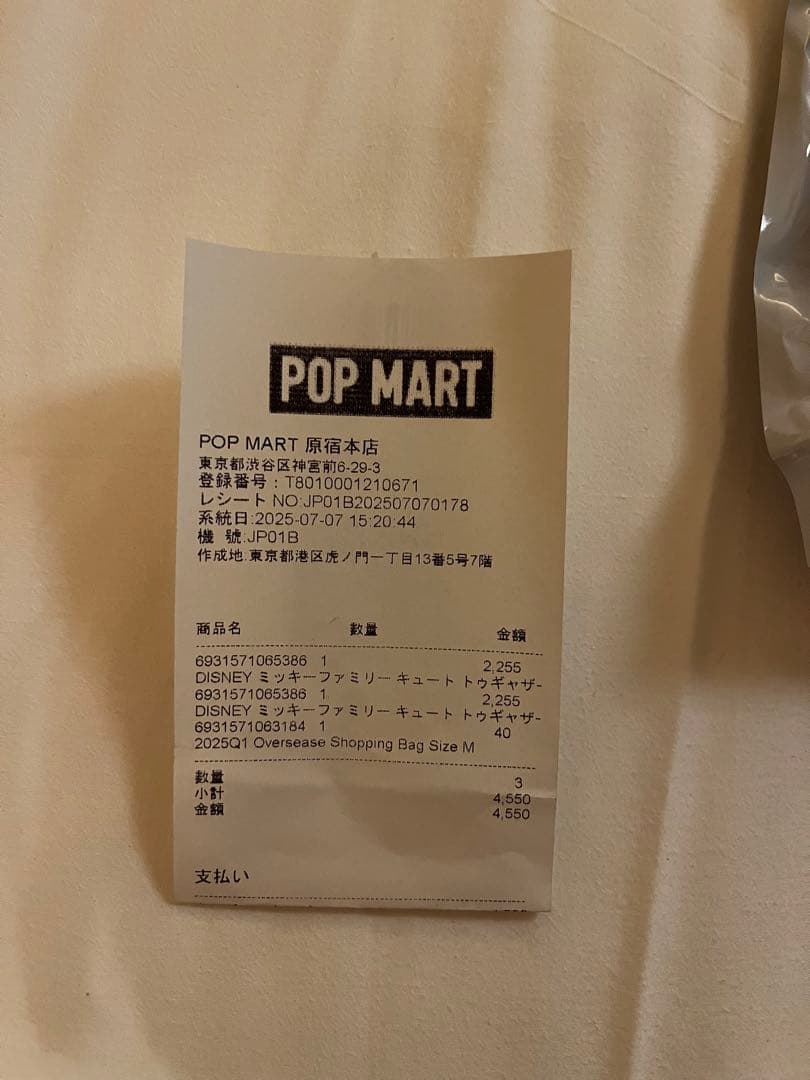 POP MART
POP MART 原宿本店
東京都渋谷区神宮前6-29-3
登録番号：T8010001210671
レシート NO:JP01B202507070178
系統日:2025-07-07 15:20:44
機 號:JP01B
作成地:東京都港区虎ノ門一丁目13番5号7階
商品名 數量 金額
6931571065386 1 2,255
DISNEY ミッキーファミリー キュート トゥギャザー
6931571065386 1 2,255
DISNEY ミッキーファミリー キュート トゥギャザー
6931571063184 1 40
2025Q1 Oversease Shopping Bag Size M
數量 3
小計 4,550
金額 4,550
支払い